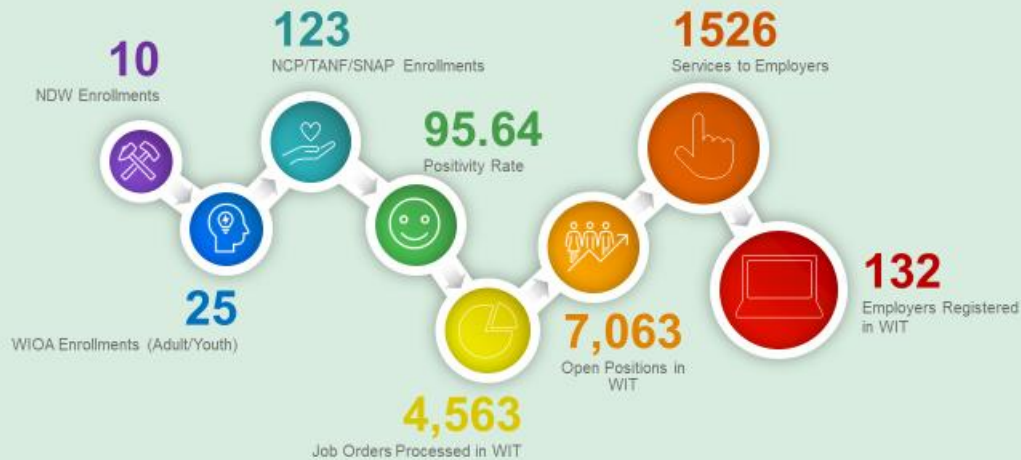 10
NDW Enrollments
25
WIOA Enrollments (Adult/Youth)
123
NCP/TANF/SNAP Enrollments
95.64
Positivity Rate
4,563
Job Orders Processed in WIT
7,063
Open Positions in
WIT
1526
Services to Employers
132
Employers Registered
in WIT